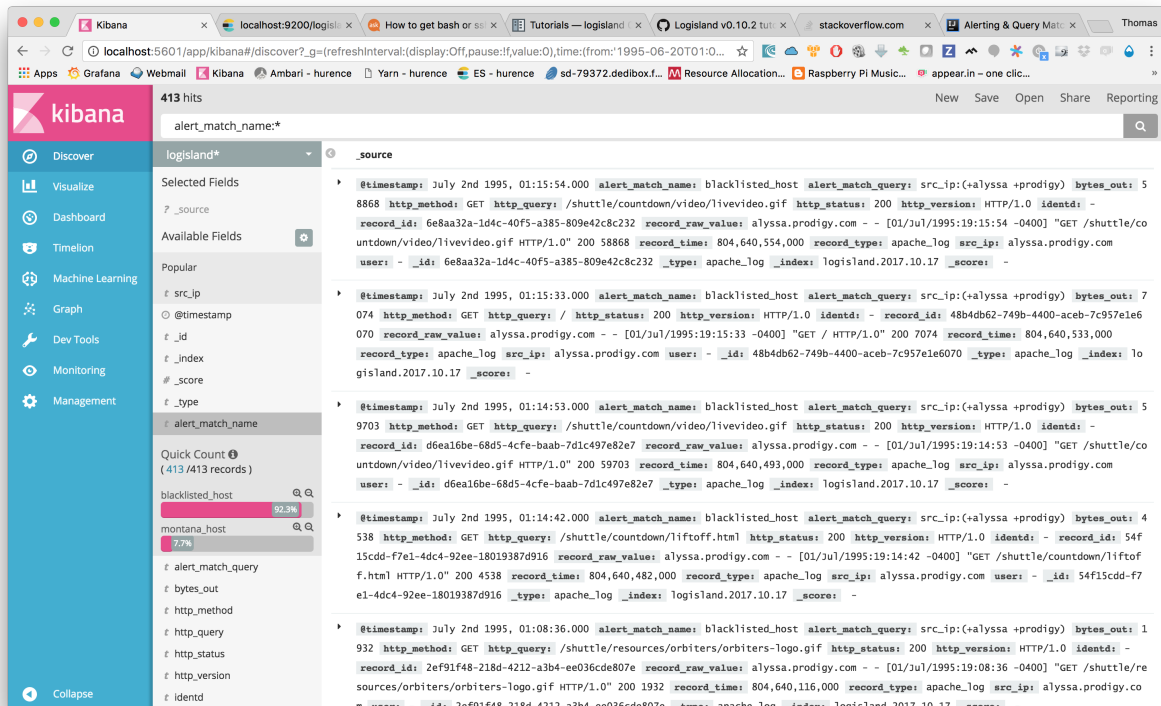 Kibana
localhost:9200/logisla
How to get bash or ss
Tutorials — logisland
Logisland v0.10.2 tut
stackoverflow.com
Alerting & Query Matc
Thomas
localhost:5601/app/kibana#/discover?_g=(refreshInterval:(display:Off,pause:!f,value:0),time:(from:'1995-06-20T01:0...
Apps Grafana Webmail Kibana Ambari - hurence Yarn - hurence ES - hurence sd-79372.dedibox.f... Resource Allocation... Raspberry Pi Music... appear.in – one clic... »
kibana
Discover
Visualize
Dashboard
Timelion
Machine Learning
Graph
Dev Tools
Monitoring
Management
Collapse
413 hits
New Save Open Share Reporting
alert_match_name:*
logisland*
Selected Fields
? _source
Available Fields
Popular
t src_ip
@timestamp
t _id
t _index
# _score
t _type
t alert_match_name
Quick Count
( 413 /413 records )
blacklisted_host
92.3%
montana_host
7.7%
t alert_match_query
t bytes_out
t http_method
t http_query
t http_status
t http_version
t identd
_source
@timestamp: July 2nd 1995, 01:15:54.000 alert_match_name: blacklisted_host alert_match_query: src_ip:(+alyssa +prodigy) bytes_out: 5
8868 http_method: GET http_query: /shuttle/countdown/video/livevideo.gif http_status: 200 http_version: HTTP/1.0 identd: -
record_id: 6e8aa32a-1d4c-40f5-a385-809e42c8c232 record_raw_value: alyssa.prodigy.com - - [01/Jul/1995:19:15:54 -0400] "GET /shuttle/co
untdown/video/livevideo.gif HTTP/1.0" 200 58868 record_time: 804,640,554,000 record_type: apache_log src_ip: alyssa.prodigy.com
user: - _id: 6e8aa32a-1d4c-40f5-a385-809e42c8c232 _type: apache_log _index: logisland.2017.10.17 _score: -
@timestamp: July 2nd 1995, 01:15:33.000 alert_match_name: blacklisted_host alert_match_query: src_ip:(+alyssa +prodigy) bytes_out: 7
074 http_method: GET http_query: / http_status: 200 http_version: HTTP/1.0 identd: - record_id: 48b4db62-749b-4400-aceb-7c957e1e6
070 record_raw_value: alyssa.prodigy.com - - [01/Jul/1995:19:15:33 -0400] "GET / HTTP/1.0" 200 7074 record_time: 804,640,533,000
record_type: apache_log src_ip: alyssa.prodigy.com user: - _id: 48b4db62-749b-4400-aceb-7c957e1e6070 _type: apache_log _index: lo
gisland.2017.10.17 _score: -
@timestamp: July 2nd 1995, 01:14:53.000 alert_match_name: blacklisted_host alert_match_query: src_ip:(+alyssa +prodigy) bytes_out: 5
9703 http_method: GET http_query: /shuttle/countdown/video/livevideo.gif http_status: 200 http_version: HTTP/1.0 identd: -
record_id: d6ea16be-68d5-4cfe-baab-7d1c497e82e7 record_raw_value: alyssa.prodigy.com - - [01/Jul/1995:19:14:53 -0400] "GET /shuttle/co
untdown/video/livevideo.gif HTTP/1.0" 200 59703 record_time: 804,640,493,000 record_type: apache_log src_ip: alyssa.prodigy.com
user: - _id: d6ea16be-68d5-4cfe-baab-7d1c497e82e7 _type: apache_log _index: logisland.2017.10.17 _score: -
@timestamp: July 2nd 1995, 01:14:42.000 alert_match_name: blacklisted_host alert_match_query: src_ip:(+alyssa +prodigy) bytes_out: 4
538 http_method: GET http_query: /shuttle/countdown/liftoff.html http_status: 200 http_version: HTTP/1.0 identd: - record_id: 54f
15cdd-f7e1-4dc4-92ee-18019387d916 record_raw_value: alyssa.prodigy.com - - [01/Jul/1995:19:14:42 -0400] "GET /shuttle/countdown/liftof
f.html HTTP/1.0" 200 4538 record_time: 804,640,482,000 record_type: apache_log src_ip: alyssa.prodigy.com user: - _id: 54f15cdd-f7
e1-4dc4-92ee-18019387d916 _type: apache_log _index: logisland.2017.10.17 _score: -
@timestamp: July 2nd 1995, 01:08:36.000 alert_match_name: blacklisted_host alert_match_query: src_ip:(+alyssa +prodigy) bytes_out: 1
932 http_method: GET http_query: /shuttle/resources/orbiters/orbiters-logo.gif http_status: 200 http_version: HTTP/1.0 identd: -
record_id: 2ef91f48-218d-4212-a3b4-ee036cde807e record_raw_value: alyssa.prodigy.com - - [01/Jul/1995:19:08:36 -0400] "GET /shuttle/re
sources/orbiters/orbiters-logo.gif HTTP/1.0" 200 1932 record_time: 804,640,116,000 record_type: apache_log src_ip: alyssa.prodigy.co
m user: - _id: 2ef91f48-218d-4212-a3b4-ee036cde807e _type: apache_log _index: logisland.2017.10.17 _score: -